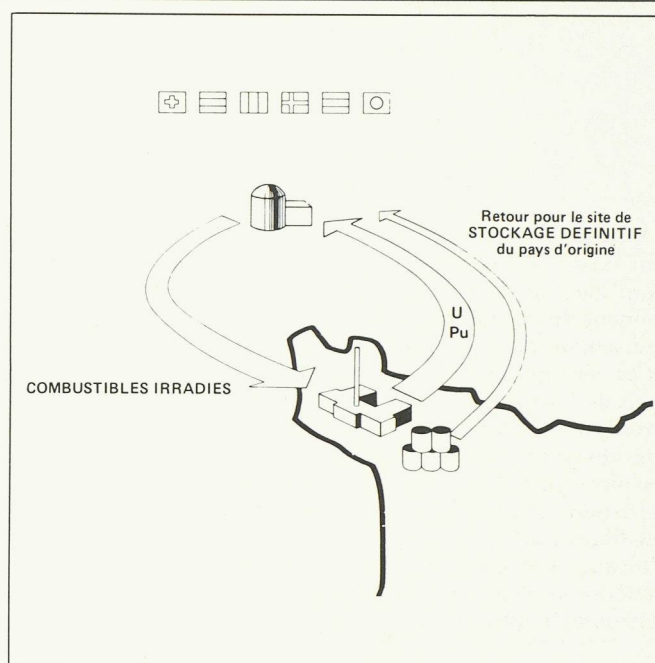 Retour pour le site de
STOCKAGE DEFINITIF
du pays d'origine
U
Pu
COMBUSTIBLES IRRADIES